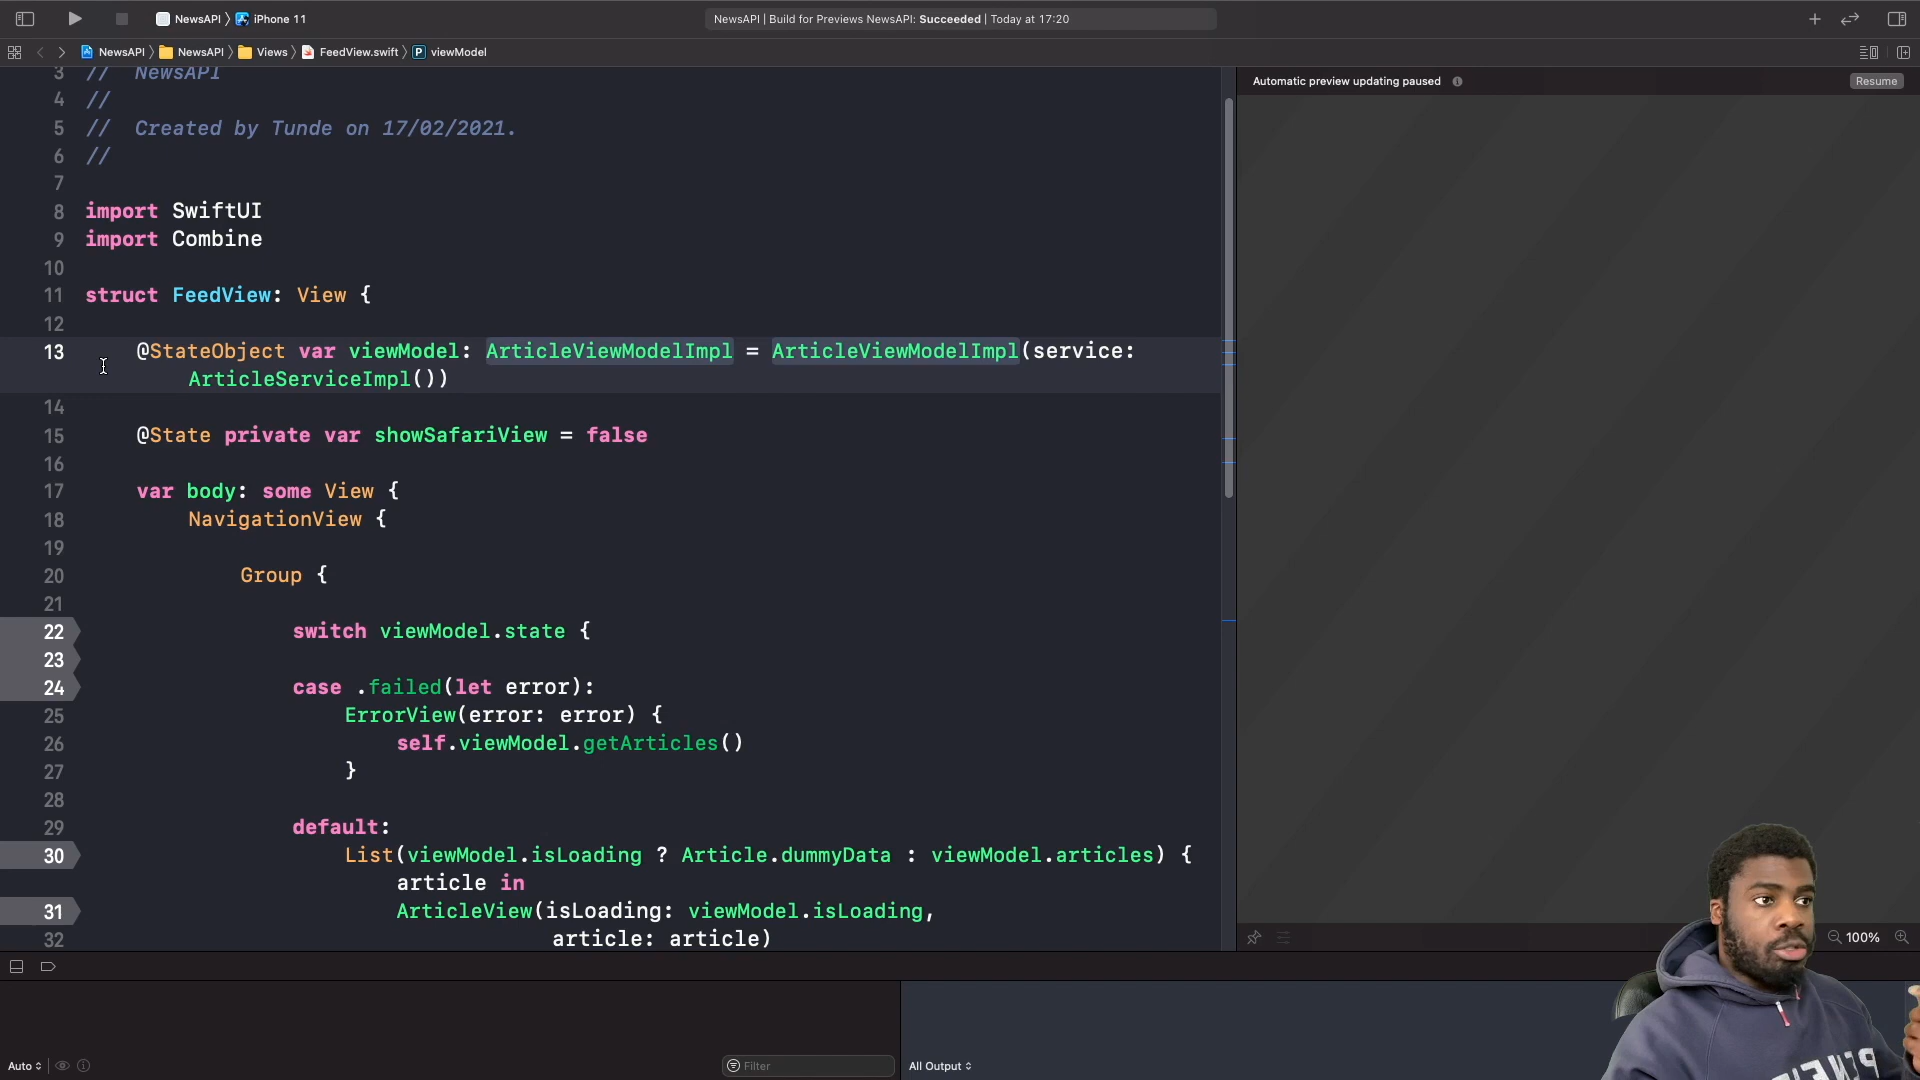 NewsAPI
iPhone 11
NewsAPI | Build for Previews NewsAPI: Succeeded | Today at 17:20
NewsAPI
NewsAPI
Views
FeedView.swift
P
viewModel
Automatic preview updating paused
Resume
3 // NewsAPI
4 //
5 // Created by Tunde on 17/02/2021.
6 //
7
8 import SwiftUI
9 import Combine
10
11 struct FeedView: View {
12
13 @StateObject var viewModel: ArticleViewModelImpl = ArticleViewModelImpl(service:
ArticleServiceImpl())
14
15 @State private var showSafariView = false
16
17 var body: some View {
18 NavigationView {
19
20 Group {
21
22 switch viewModel.state {
23
24 case .failed(let error):
25 ErrorView(error: error) {
26 self.viewModel.getArticles()
27 }
28
29 default:
30 List(viewModel.isLoading ? Article.dummyData : viewModel.articles) {
article in
31 ArticleView(isLoading: viewModel.isLoading,
32 article: article)
100%
Auto
Filter
All Output